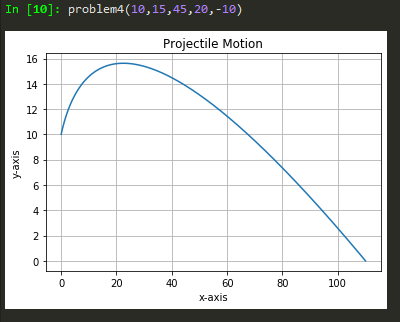 In [10]: problem4(10,15,45,20,-10)
Projectile Motion
16
14
12
10
8
6
4
2
0
y-axis
0 20 40 60 80 100
x-axis